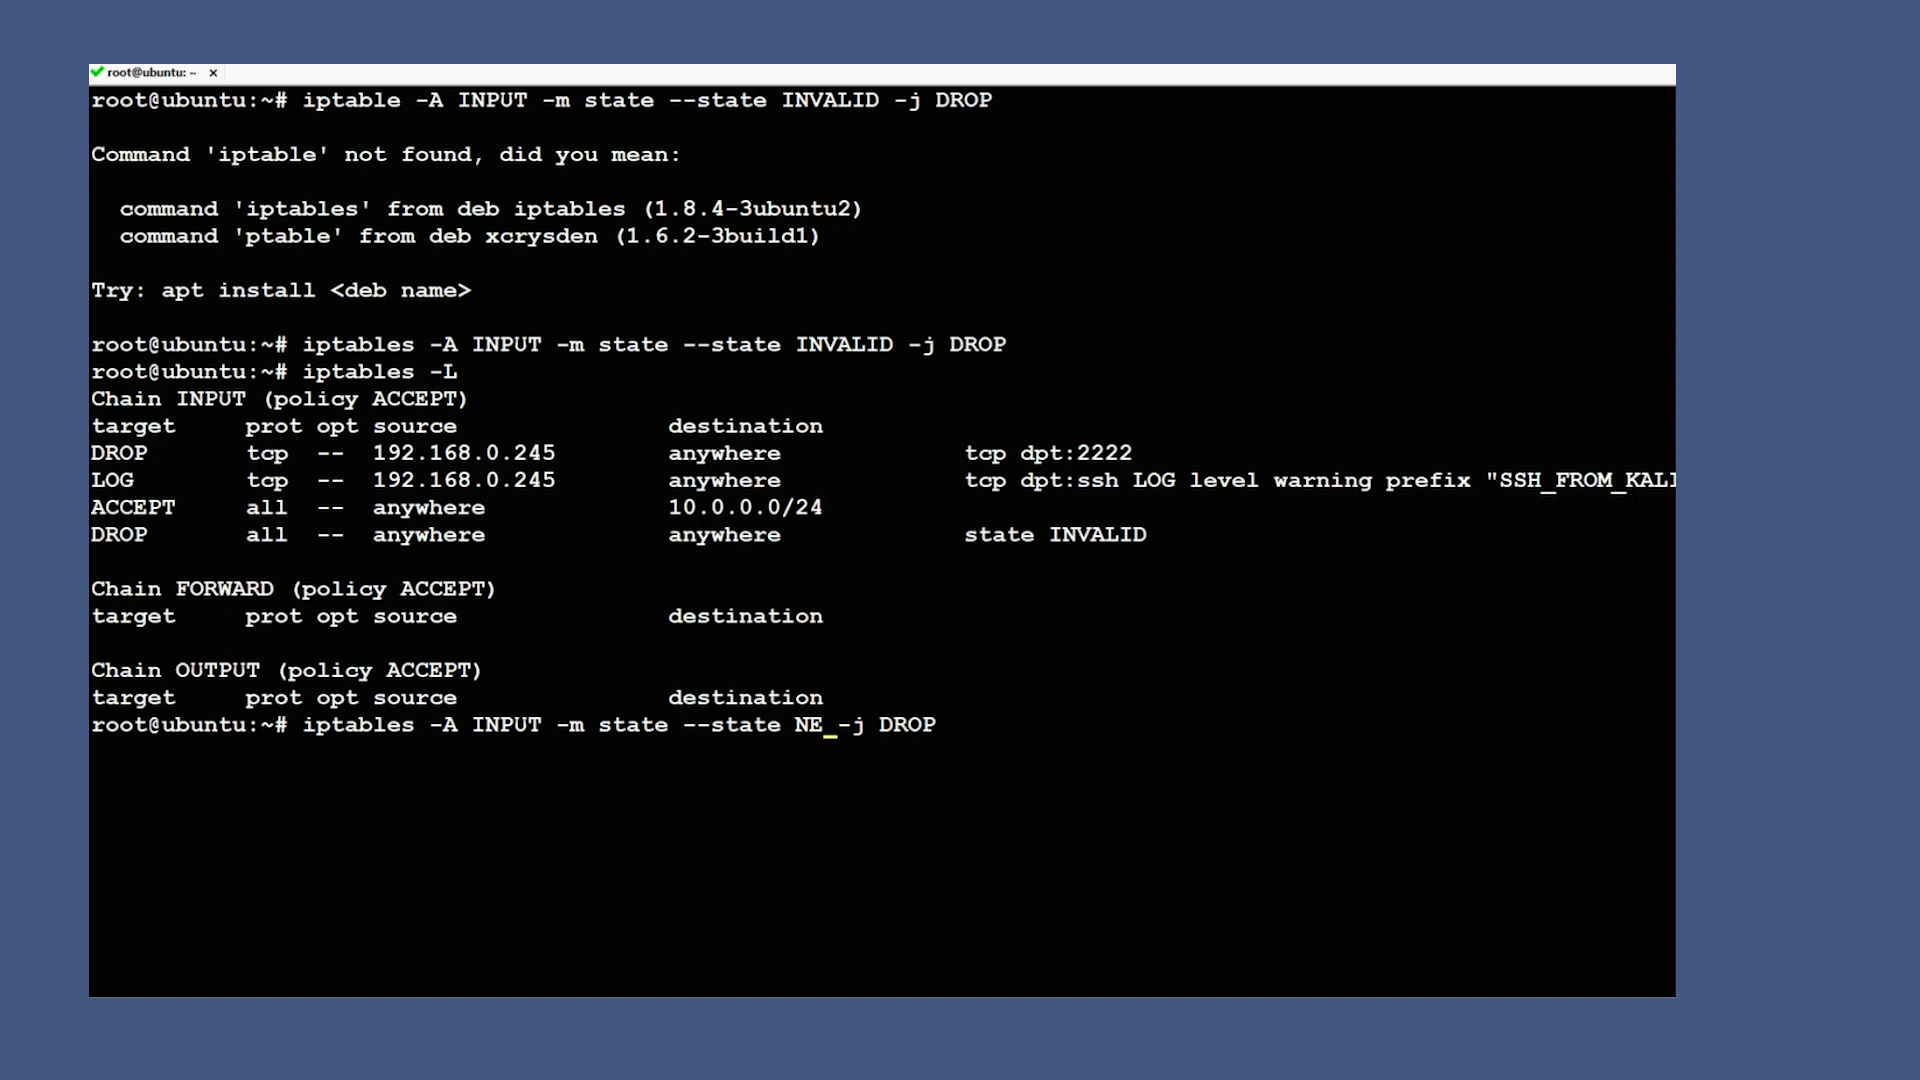 root@ubuntu: ~ ×
root@ubuntu:~# iptable -A INPUT -m state --state INVALID -j DROP
Command 'iptable' not found, did you mean:
command 'iptables' from deb iptables (1.8.4-3ubuntu2)
command 'ptable' from deb xcrysden (1.6.2-3build1)
Try: apt install <deb name>
root@ubuntu:~# iptables -A INPUT -m state --state INVALID -j DROP
root@ubuntu:~# iptables -L
Chain INPUT (policy ACCEPT)
target prot opt source destination
DROP tcp -- 192.168.0.245 anywhere tcp dpt:2222
LOG tcp -- 192.168.0.245 anywhere tcp dpt:ssh LOG level warning prefix "SSH_FROM_KALI
ACCEPT all -- anywhere 10.0.0.0/24
DROP all -- anywhere anywhere state INVALID
Chain FORWARD (policy ACCEPT)
target prot opt source destination
Chain OUTPUT (policy ACCEPT)
target prot opt source destination
root@ubuntu:~# iptables -A INPUT -m state --state NE -j DROP